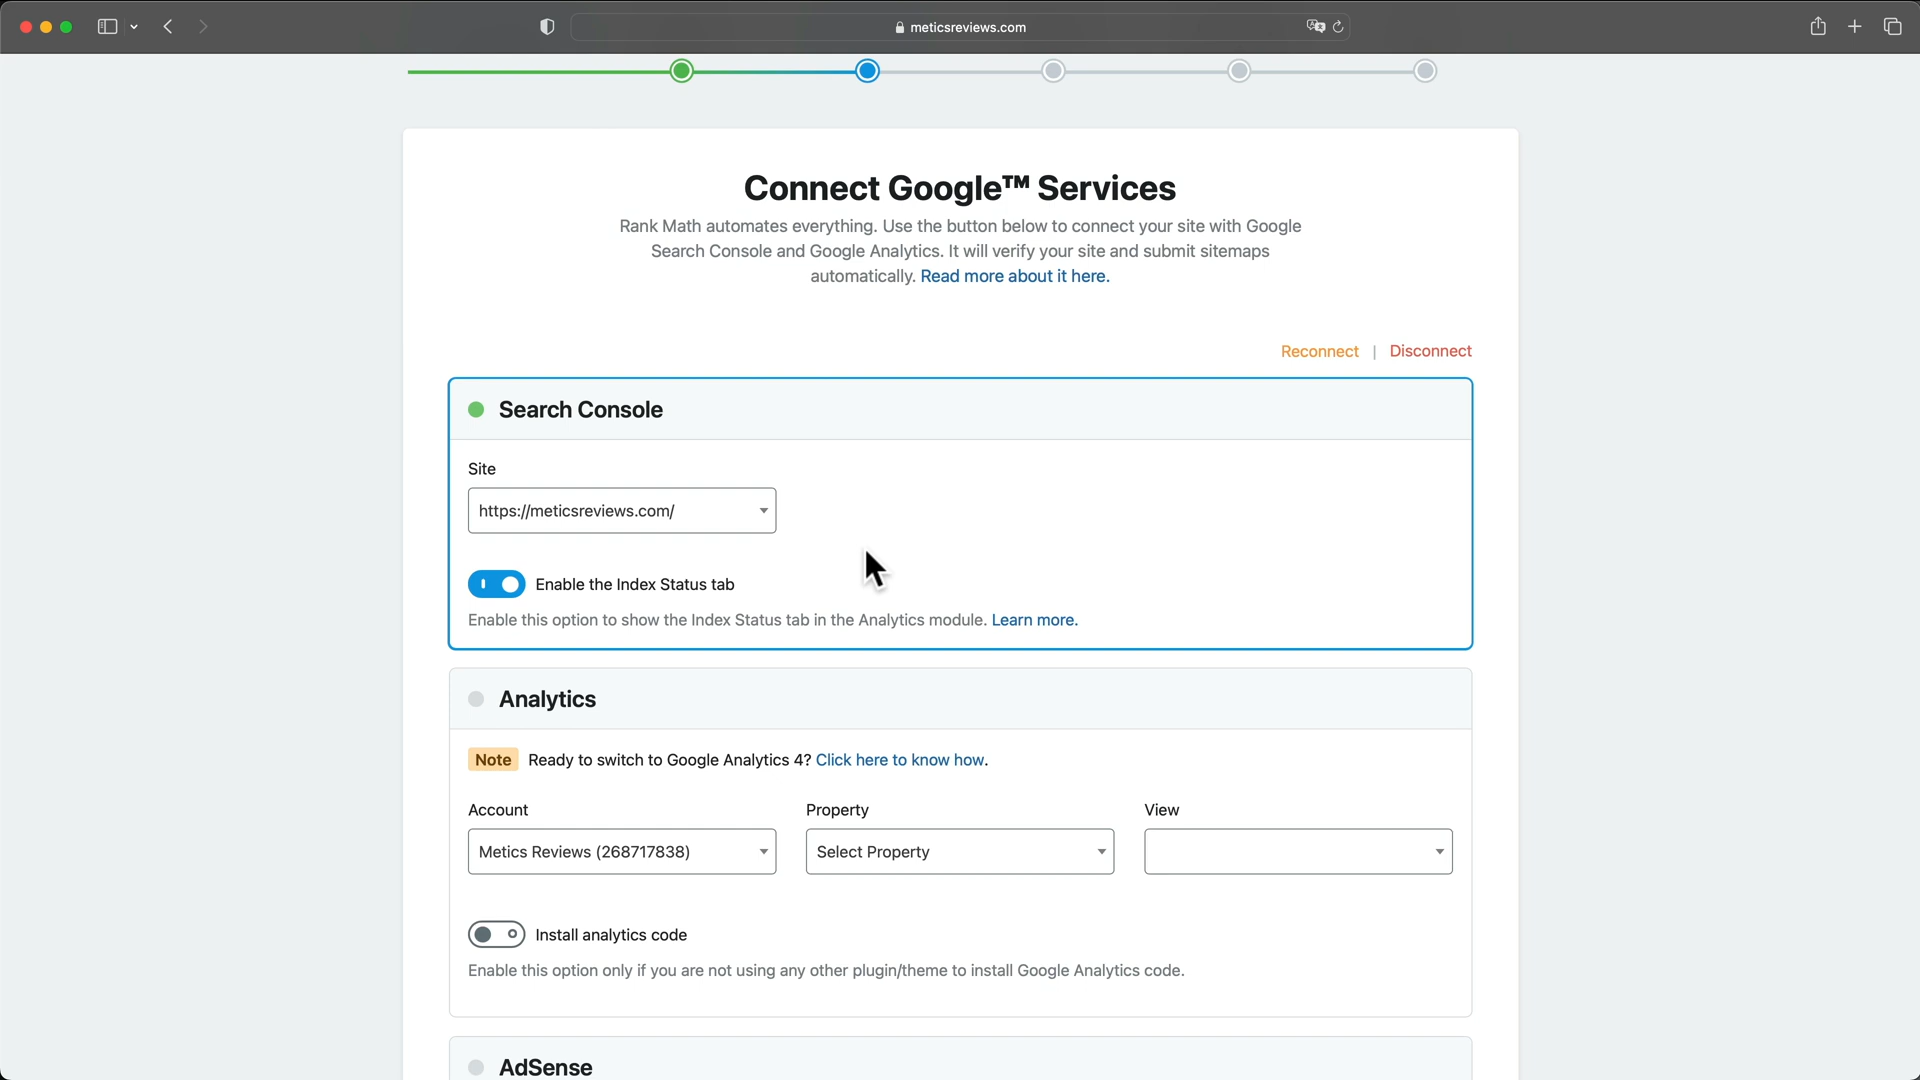 meticsreviews.com
Connect Google™ Services
Rank Math automates everything. Use the button below to connect your site with Google
Search Console and Google Analytics. It will verify your site and submit sitemaps
automatically. Read more about it here.
Reconnect | Disconnect
Search Console
Site
https://meticsreviews.com/
Enable the Index Status tab
Enable this option to show the Index Status tab in the Analytics module. Learn more.
Analytics
Note Ready to switch to Google Analytics 4? Click here to know how.
Account Property View
Metics Reviews (268717838) Select Property
Install analytics code
Enable this option only if you are not using any other plugin/theme to install Google Analytics code.
AdSense